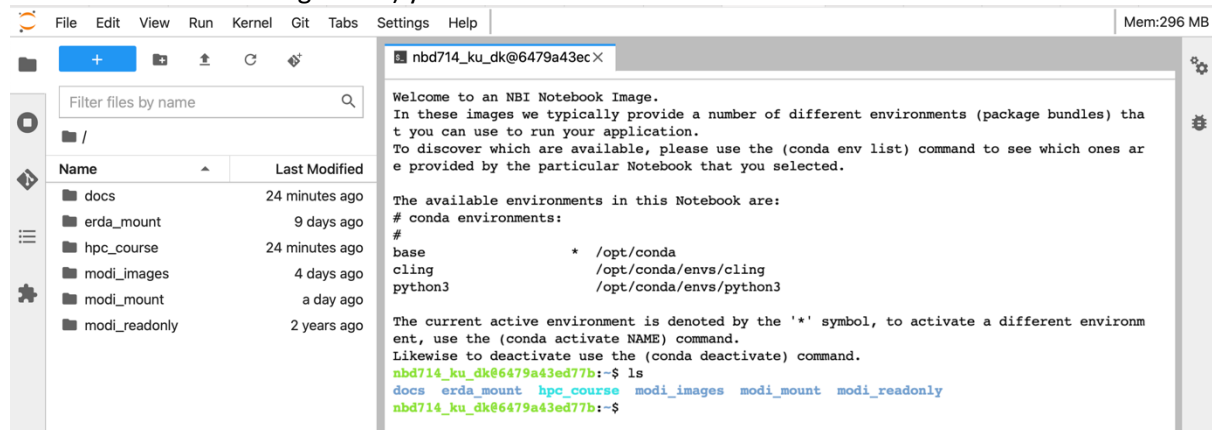 File Edit View Run Kernel Git Tabs Settings Help Mem:296 MB
nbd714_ku_dk@6479a43ec
Filter files by name
/
Name Last Modified
docs 24 minutes ago
erda_mount 9 days ago
hpc_course 24 minutes ago
modi_images 4 days ago
modi_mount a day ago
modi_readonly 2 years ago
Welcome to an NBI Notebook Image.
In these images we typically provide a number of different environments (package bundles) tha
t you can use to run your application.
To discover which are available, please use the (conda env list) command to see which ones ar
e provided by the particular Notebook that you selected.
The available environments in this Notebook are:
# conda environments:
#
base * /opt/conda
cling /opt/conda/envs/cling
python3 /opt/conda/envs/python3
The current active environment is denoted by the '*' symbol, to activate a different environm
ent, use the (conda activate NAME) command.
Likewise to deactivate use the (conda deactivate) command.
nbd714_ku_dk@6479a43ed77b:~$ ls
docs erda_mount hpc_course modi_images modi_mount modi_readonly
nbd714_ku_dk@6479a43ed77b:~$